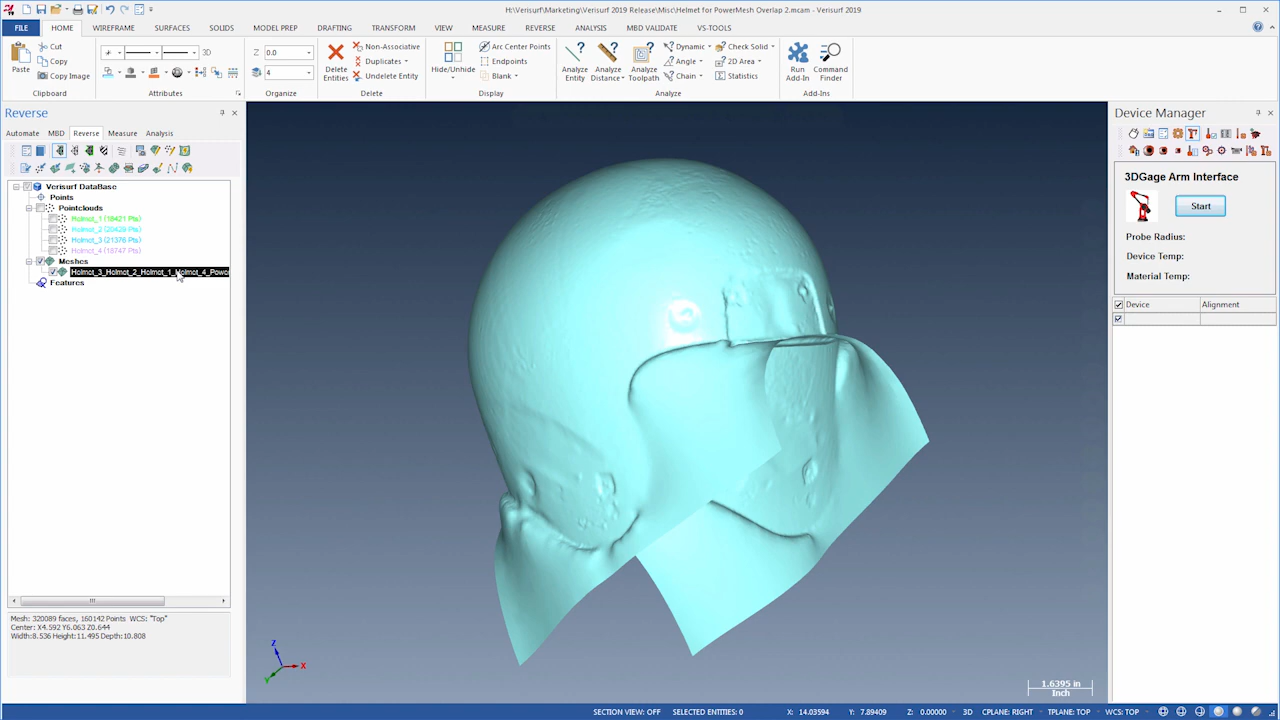 H:\Verisurf\Marketing\Verisurf 2019 Release\Misc\Helmet for PowerMesh Overlap 2.mcam - Verisurf 2019
FILE HOME WIREFRAME SURFACES SOLIDS MODEL PREP DRAFTING TRANSFORM VIEW MEASURE REVERSE ANALYSIS MBD VALIDATE VS-TOOLS
Paste
Cut
Copy
Copy Image
Clipboard
3D
Attributes
Z 0.0
4
Organize
Delete Entities
Non-Associative
Duplicates
Undelete Entity
Delete
Hide/Unhide
Arc Center Points
Endpoints
Blank
Display
Analyze Entity
Analyze Distance
Analyze Toolpath
Dynamic
Angle
Chain
Check Solid
2D Area
Statistics
Analyze
Run Add-In
Command Finder
Add-Ins
Reverse
Automate MBD Reverse Measure Analysis
Verisurf DataBase
Points
Pointclouds
Helmet_1 (18421 Pts)
Helmet_2 (20429 Pts)
Helmet_3 (21376 Pts)
Helmet_4 (18747 Pts)
Meshes
Helmet_3_Helmet_2_Helmet_1_Helmet_4_Power
Features
Mesh: 320089 faces, 160142 Points WCS: "Top"
Center: X4.592 Y6.063 Z0.644
Width:8.536 Height:11.495 Depth:10.808
Z
X
Y
1.6395 in
Inch
Device Manager
3DGage Arm Interface
Start
Probe Radius:
Device Temp:
Material Temp:
Device Alignment
SECTION VIEW: OFF SELECTED ENTITIES: 0 X: 14.03594 Y: 7.89409 Z: 0.00000 3D CPLANE: RIGHT TPLANE: TOP WCS: TOP